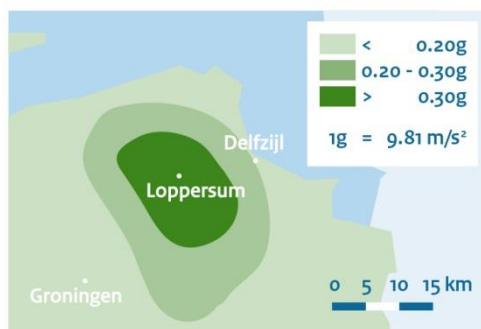 < 0.20g
0.20 - 0.30g
> 0.30g
1g = 9.81 m/s²
Delfzijl
Loppersum
Groningen
0 5 10 15 km